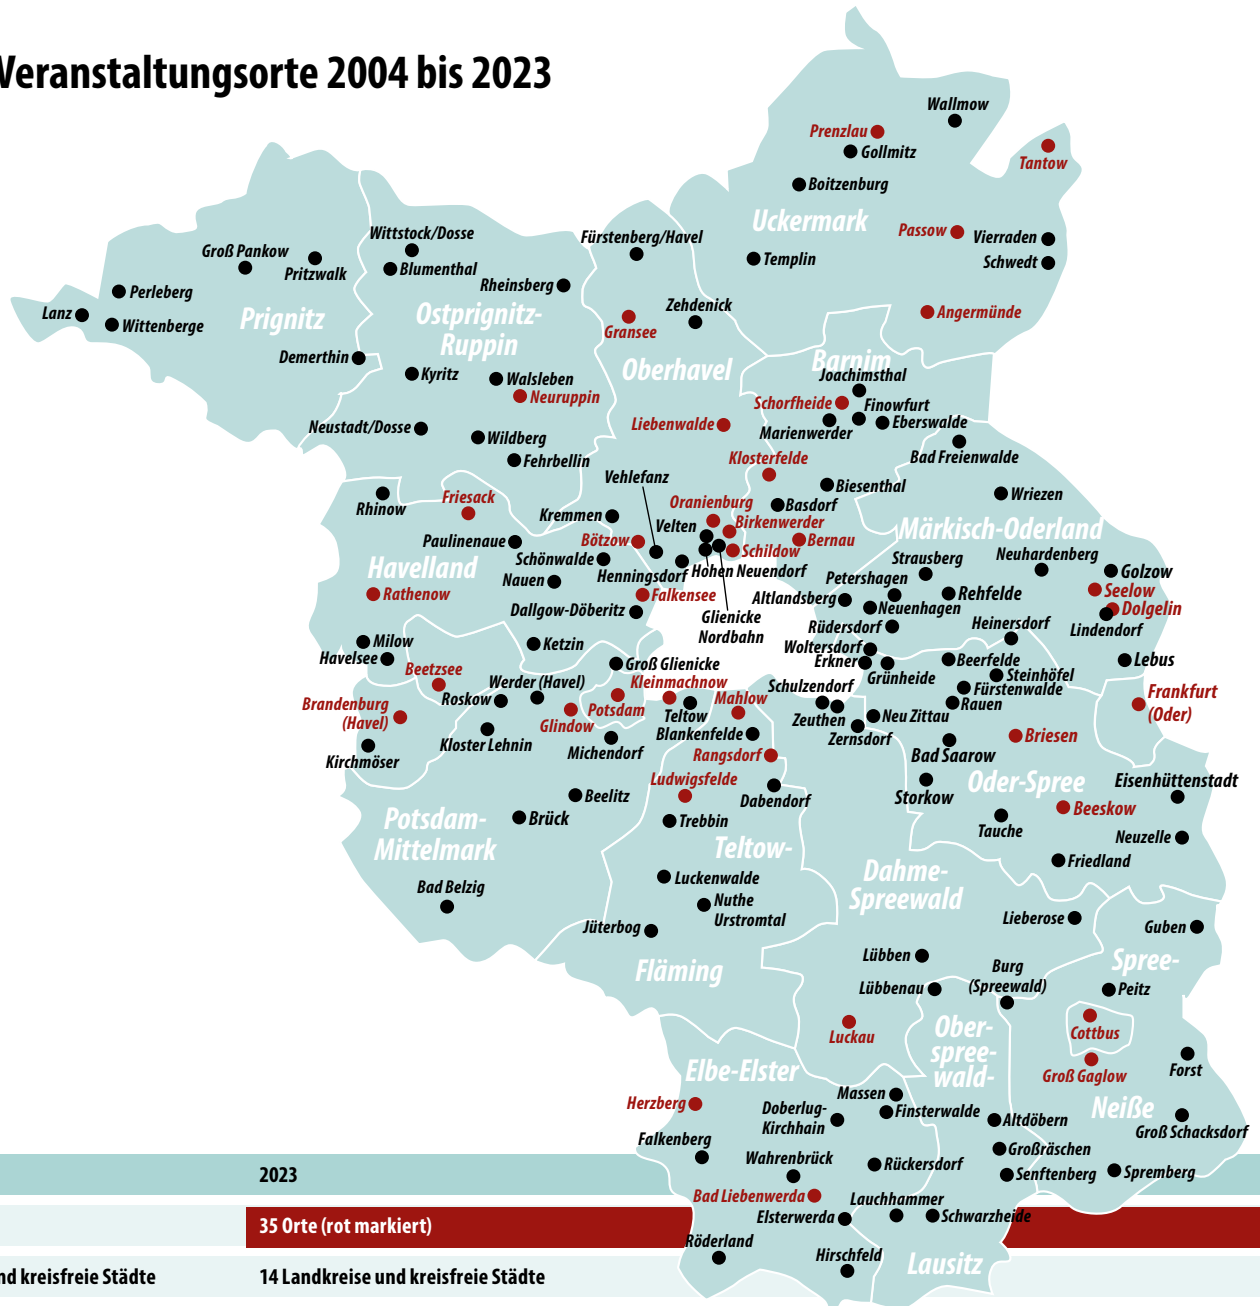 Veranstaltungsorte 2004 bis 2023
Wallmow
Prenzlau
Gollmitz
Tantow
Boitzenburg
Uckermark
Passow
Vierraden
Schwedt
Templin
Angermünde
Wittstock/Dosse
Fürstenberg/Havel
Groß Pankow
Pritzwalk
Blumenthal
Rheinsberg
Perleberg
Lanz
Wittenberge
Prignitz
Ostprignitz-
Ruppin
Zehdenick
Gransee
Demerthin
Kyritz
Walsleben
Neuruppin
Oberhavel
Barnim
Joachimsthal
Schorfheide
Finowfurt
Eberswalde
Marienwerder
Liebenwalde
Neustadt/Dosse
Wildberg
Fehrbellin
Bad Freienwalde
Klosterfelde
Vehlefanz
Biesenthal
Wriezen
Rhinow
Friesack
Oranienburg
Basdorf
Kremmen
Velten
Birkenwerder
Märkisch-Oderland
Paulinenaue
Bötzow
Bernau
Schildow
Schönwalde
Havelland
Henningsdorf
Hohen Neuendorf
Strausberg
Neuhardenberg
Golzow
Nauen
Petershagen
Seelow
Rathenow
Falkensee
Altlandsberg
Rehfelde
Dolgelin
Dallgow-Döberitz
Glienicke
Nordbahn
Neuenhagen
Heinersdorf
Lindendorf
Rüdersdorf
Milow
Ketzin
Woltersdorf
Havelsee
Groß Glienicke
Erkner
Grünheide
Beerfelde
Lebus
Beetzsee
Werder (Havel)
Kleinmachnow
Steinhöfel
Schulzendorf
Fürstenwalde
Roskow
Potsdam
Mahlow
Rauen
Frankfurt
(Oder)
Brandenburg
(Havel)
Glindow
Teltow
Zeuthen
Neu Zittau
Blankenfelde
Zernsdorf
Briesen
Kloster Lehnin
Michendorf
Rangsdorf
Bad Saarow
Kirchmöser
Ludwigsfelde
Oder-Spree
Eisenhüttenstadt
Beelitz
Dabendorf
Storkow
Beeskow
Brück
Trebbin
Tauche
Potsdam-
Mittelmark
Neuzelle
Teltow-
Friedland
Dahme-
Spreewald
Luckenwalde
Bad Belzig
Nuthe
Urstromtal
Lieberose
Jüterbog
Guben
Lübben
Fläming
Spree-
Burg
(Spreewald)
Lübbenau
Peitz
Luckau
Ober-
spree-
wald-
Cottbus
Forst
Elbe-Elster
Groß Gaglow
Massen
Herzberg
Doberlug-
Kirchhain
Finsterwalde
Altdöbern
Neiße
Groß Schacksdorf
Falkenberg
Großräschen
Wahrenbrück
Rückersdorf
Senftenberg
Spremberg
2023
Bad Liebenwerda
Lauchhammer
Elsterwerda
Schwarzheide
35 Orte (rot markiert)
Röderland
Hirschfeld
Lausitz
nd kreisfreie Städte
14 Landkreise und kreisfreie Städte